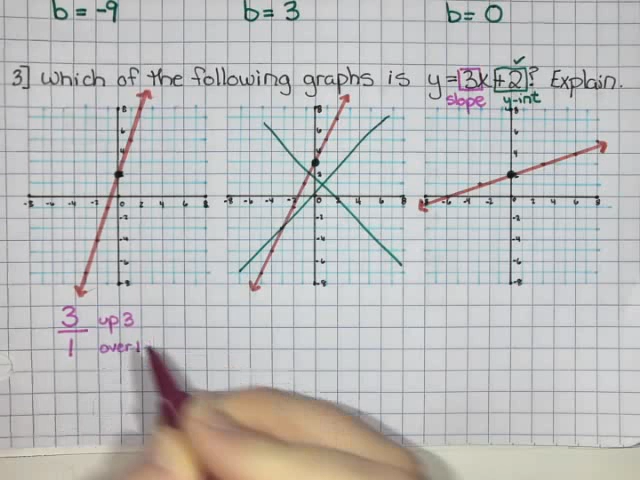 b = -9 b = 3 b = 0
3] Which of the following graphs is y = 3x + 2? Explain.
slope y-int
3 up 3
1 over 1